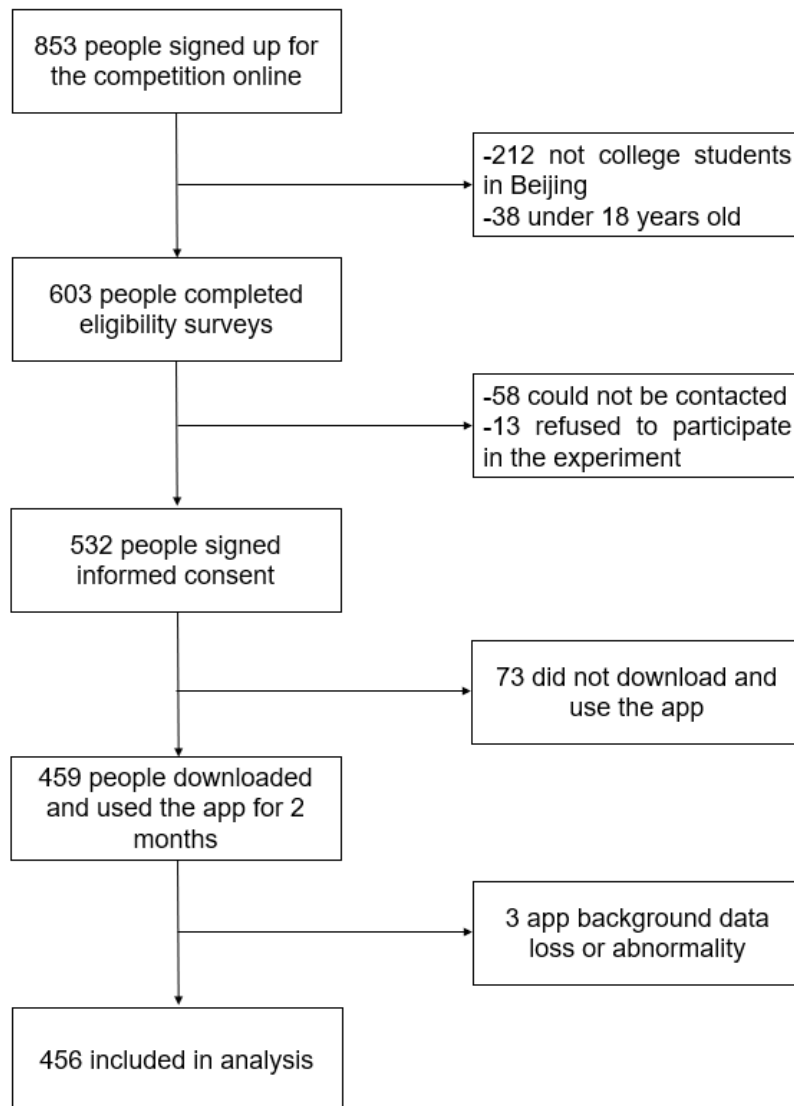 853 people signed up for
the competition online
-212 not college students
in Beijing
-38 under 18 years old
603 people completed
eligibility surveys
-58 could not be contacted
-13 refused to participate
in the experiment
532 people signed
informed consent
73 did not download and
use the app
459 people downloaded
and used the app for 2
months
3 app background data
loss or abnormality
456 included in analysis